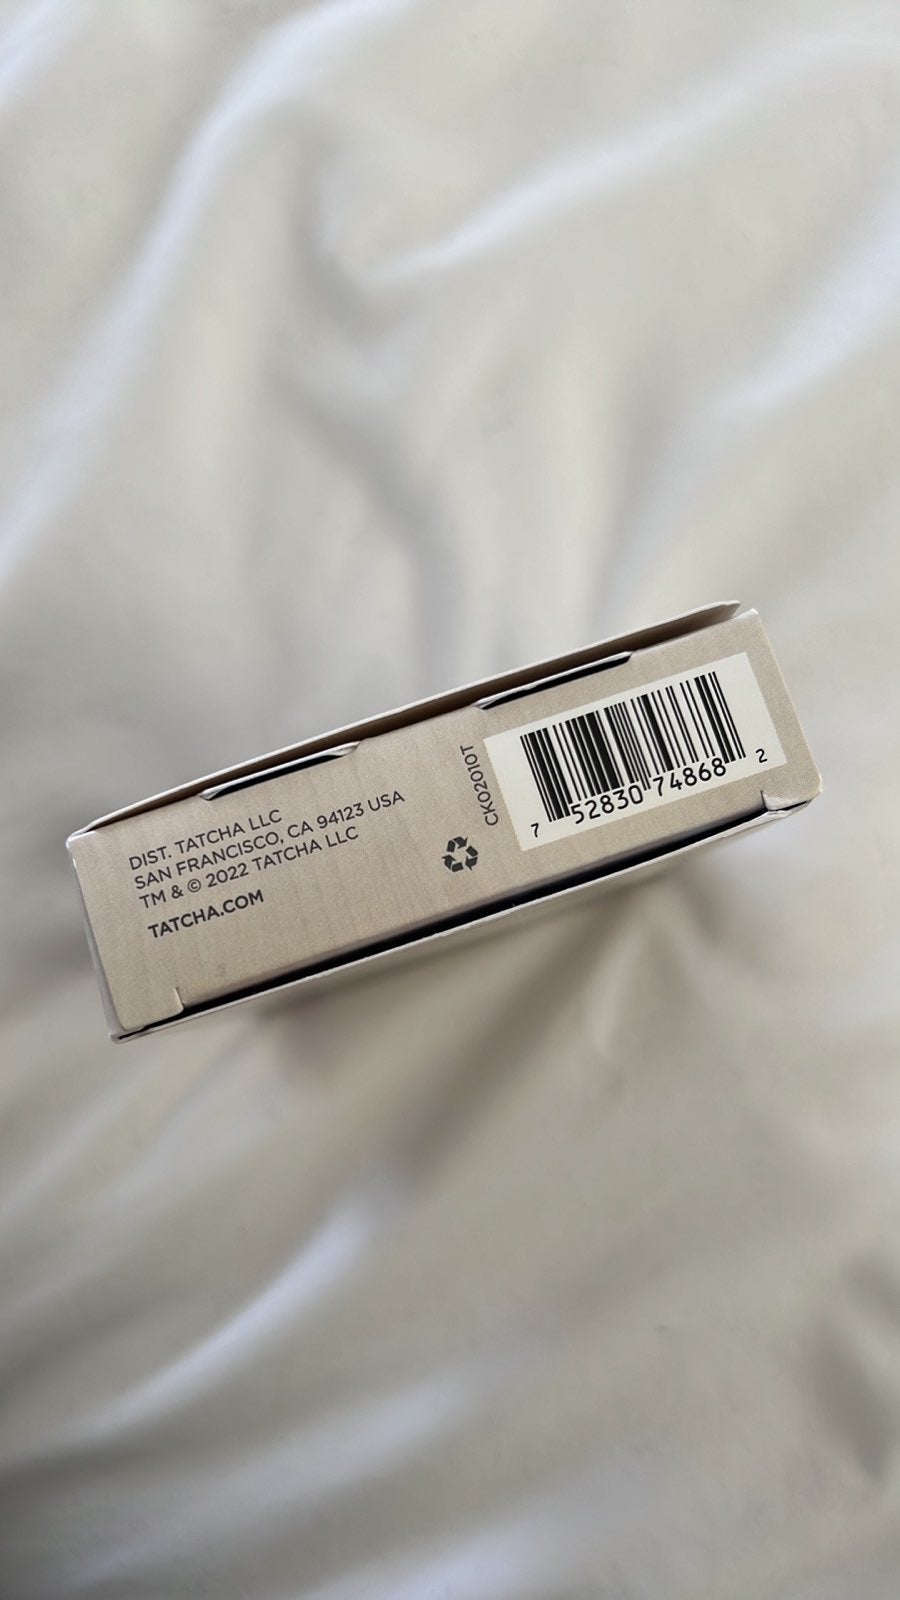 DIST. TATCHA LLC
SAN FRANCISCO, CA 94123 USA
TM & © 2022 TATCHA LLC
TATCHA.COM
CK02010T
7 52830 74868 2